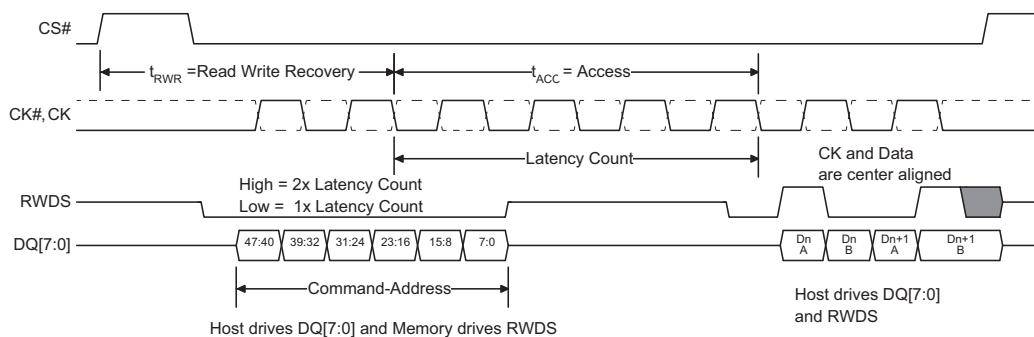 CS#
t_RWR =Read Write Recovery
t_ACC = Access
CK#, CK
Latency Count
CK and Data
are center aligned
High = 2x Latency Count
Low = 1x Latency Count
RWDS
DQ[7:0]
47:40 39:32 31:24 23:16 15:8 7:0
Dn
A
Dn
B
Dn+1
A
Dn+1
B
Command-Address
Host drives DQ[7:0]
and RWDS
Host drives DQ[7:0] and Memory drives RWDS